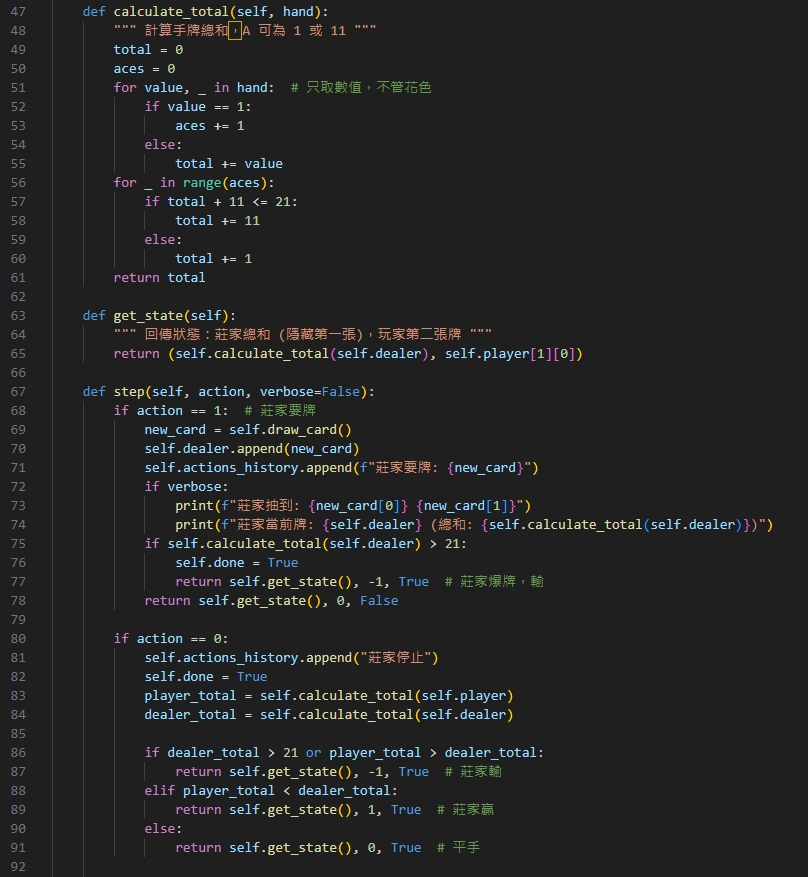 47 def calculate_total(self, hand):
48 """ 計算手牌總和，A 可為 1 或 11 """
49 total = 0
50 aces = 0
51 for value, _ in hand:  # 只取數值，不管花色
52 if value == 1:
53 aces += 1
54 else:
55 total += value
56 for _ in range(aces):
57 if total + 11 <= 21:
58 total += 11
59 else:
60 total += 1
61 return total
62
63 def get_state(self):
64 """ 回傳狀態：莊家總和 (隱藏第一張)，玩家第二張牌 """
65 return (self.calculate_total(self.dealer), self.player[1][0])
66
67 def step(self, action, verbose=False):
68 if action == 1:  # 莊家要牌
69 new_card = self.draw_card()
70 self.dealer.append(new_card)
71 self.actions_history.append(f"莊家要牌: {new_card}")
72 if verbose:
73 print(f"莊家抽到: {new_card[0]} {new_card[1]}")
74 print(f"莊家當前牌: {self.dealer} (總和: {self.calculate_total(self.dealer)})")
75 if self.calculate_total(self.dealer) > 21:
76 self.done = True
77 return self.get_state(), -1, True  # 莊家爆牌，輸
78 return self.get_state(), 0, False
79
80 if action == 0:
81 self.actions_history.append("莊家停止")
82 self.done = True
83 player_total = self.calculate_total(self.player)
84 dealer_total = self.calculate_total(self.dealer)
85
86 if dealer_total > 21 or player_total > dealer_total:
87 return self.get_state(), -1, True  # 莊家輸
88 elif player_total < dealer_total:
89 return self.get_state(), 1, True  # 莊家贏
90 else:
91 return self.get_state(), 0, True  # 平手
92